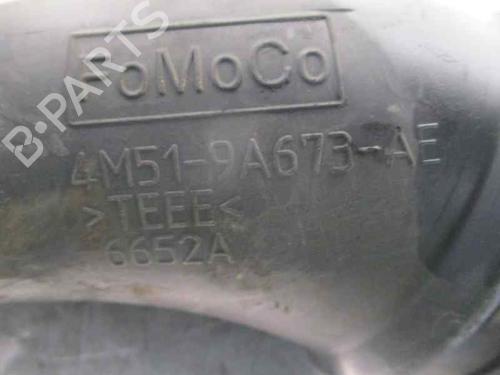 FoMoCo
B-PARTS
4M51-9A673-AE
>TEEE<
6652A